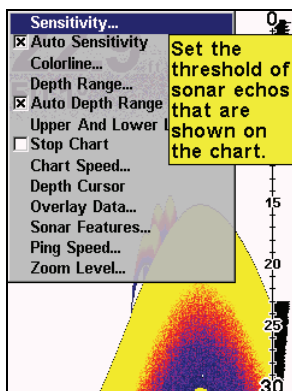 Sensitivity...
Auto Sensitivity
Colorline...
Depth Range...
Auto Depth Range
Upper And Lower L
Stop Chart
Chart Speed...
Depth Cursor
Overlay Data...
Sonar Features...
Ping Speed...
Zoom Level...
Set the
threshold of
sonar echos
that are
shown on
the chart.
0
15
20
25
30